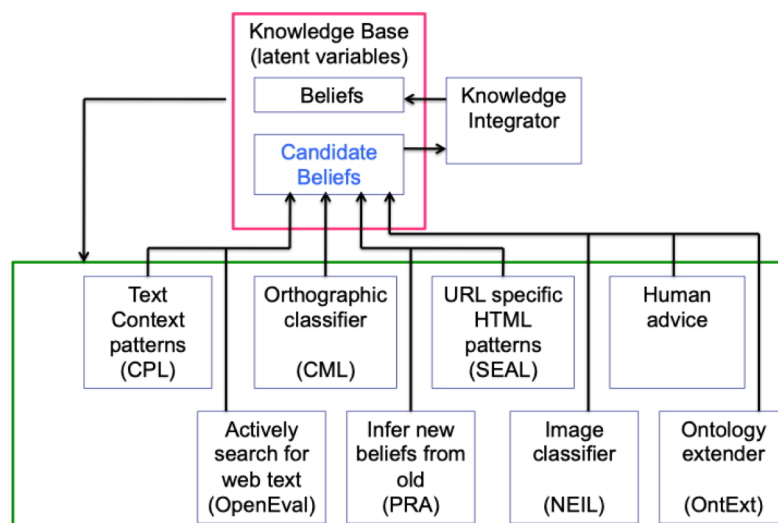 Knowledge Base
(latent variables)
Beliefs
Knowledge
Integrator
Candidate
Beliefs
Text
Context
patterns
(CPL)
Orthographic
classifier
(CML)
URL specific
HTML
patterns
(SEAL)
Human
advice
Actively
search for
web text
(OpenEval)
Infer new
beliefs from
old
(PRA)
Image
classifier
(NEIL)
Ontology
extender
(OntExt)